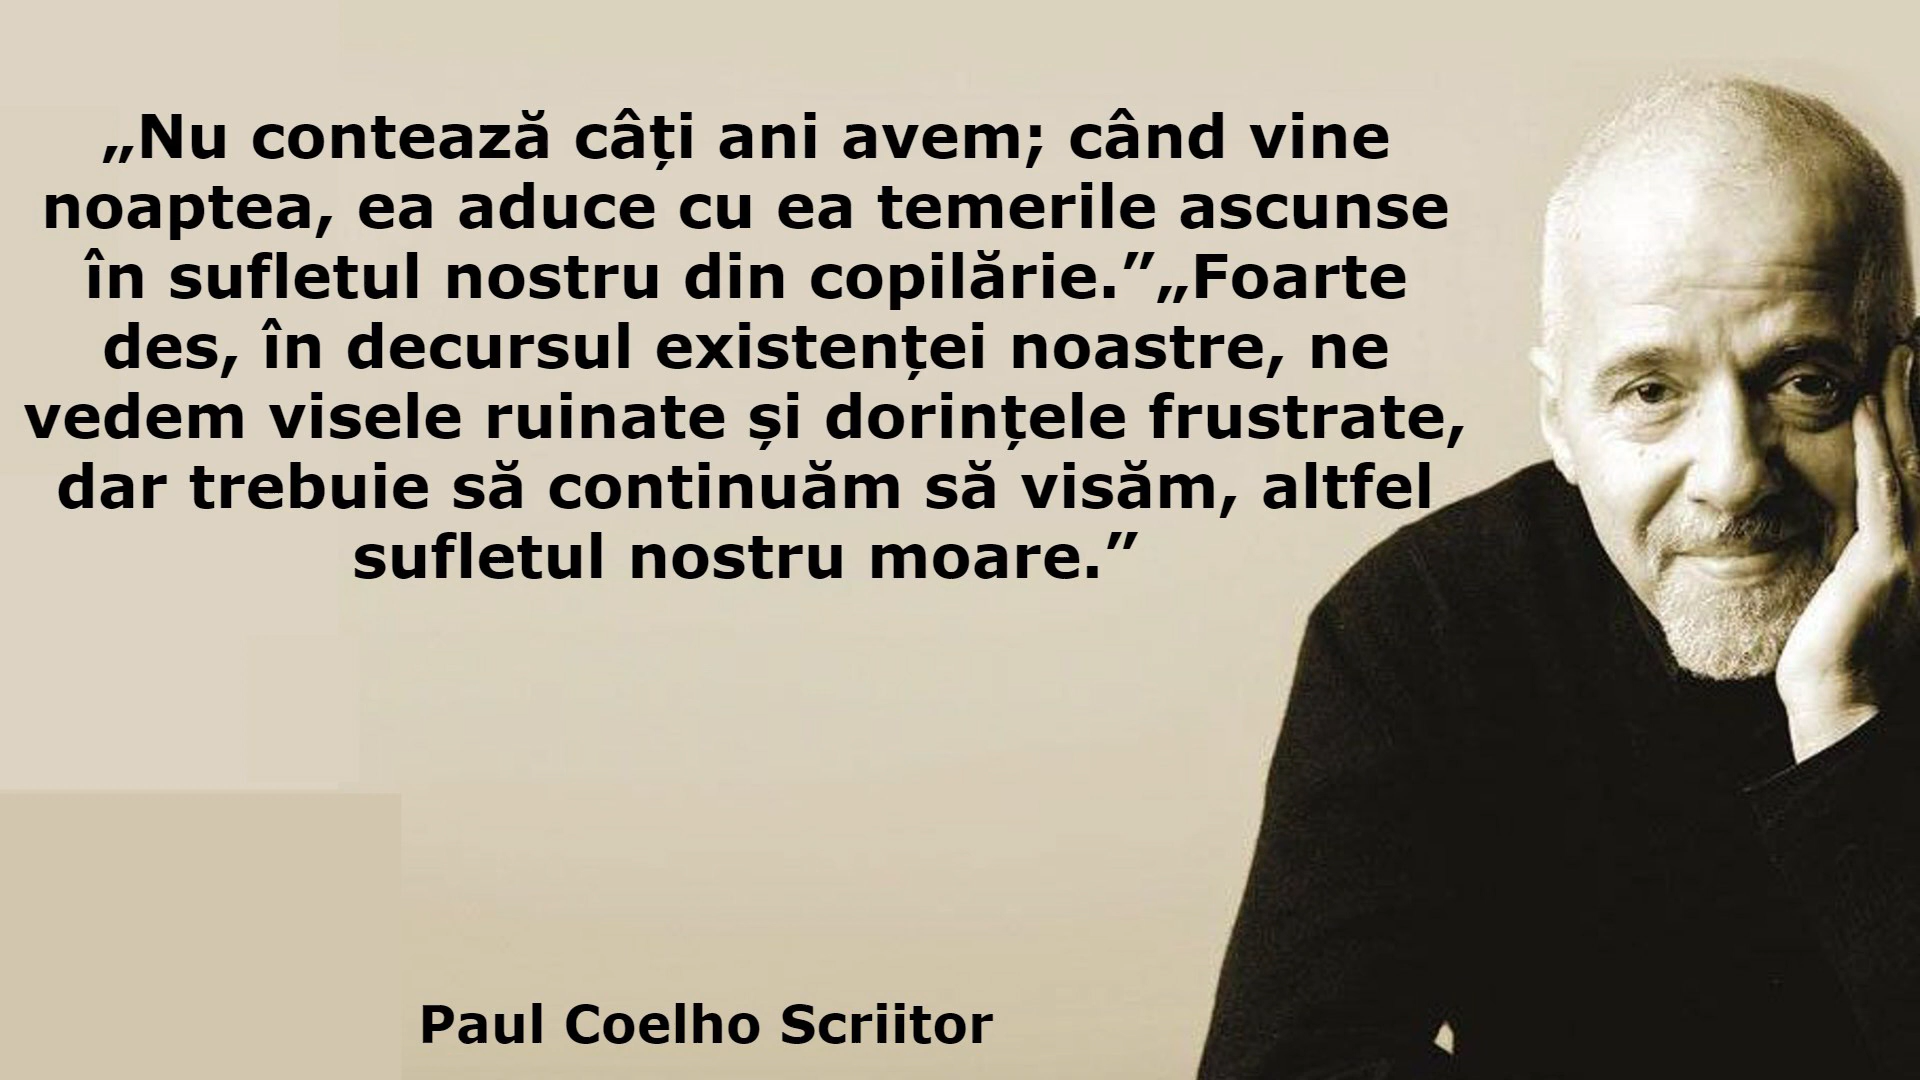 „Nu contează câți ani avem; când vine
noaptea, ea aduce cu ea temerile ascunse
în sufletul nostru din copilărie.”„Foarte
des, în decursul existenței noastre, ne
vedem visele ruinate și dorințele frustrate,
dar trebuie să continuăm să visăm, altfel
sufletul nostru moare.”
Paul Coelho Scriitor